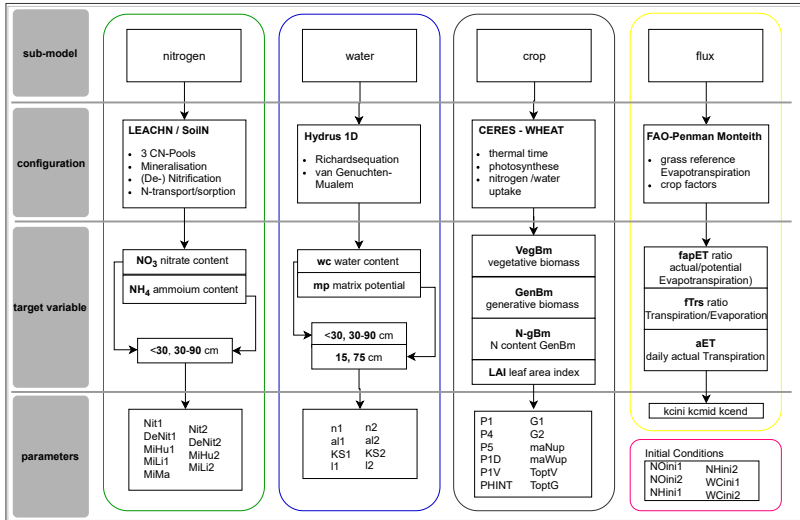 sub-model
nitrogen
water
crop
flux
configuration
LEACHN / SoilN
3 CN-Pools
Mineralisation
(De-) Nitrification
N-transport/sorption
Hydrus 1D
Richardsequation
van Genuchten-
Mualem
CERES - WHEAT
thermal time
photosynthese
nitrogen /water
uptake
FAO-Penman Monteith
grass reference
Evapotranspiration
crop factors
target variable
NO3 nitrate content
NH4 ammoium content
<30, 30-90 cm
wc water content
mp matrix potential
<30, 30-90 cm
15, 75 cm
VegBm
vegetative biomass
GenBm
generative biomass
N-gBm
N content GenBm
LAI leaf area index
fapET ratio
actual/potential
Evapotranspiration)
fTrs ratio
Transpiration/Evaporation
aET
daily actual Transpiration
parameters
Nit1
DeNit1
MiHu1
MiLi1
MiMa
Nit2
DeNit2
MiHu2
MiLi2
n1
al1
KS1
l1
n2
al2
KS2
l2
P1
P4
P5
P1D
P1V
PHINT
G1
G2
maNup
maWup
ToptV
ToptG
kcini kcmid kcend
Initial Conditions
NOini1
NOini2
NHini1
NHini2
WCini1
WCini2